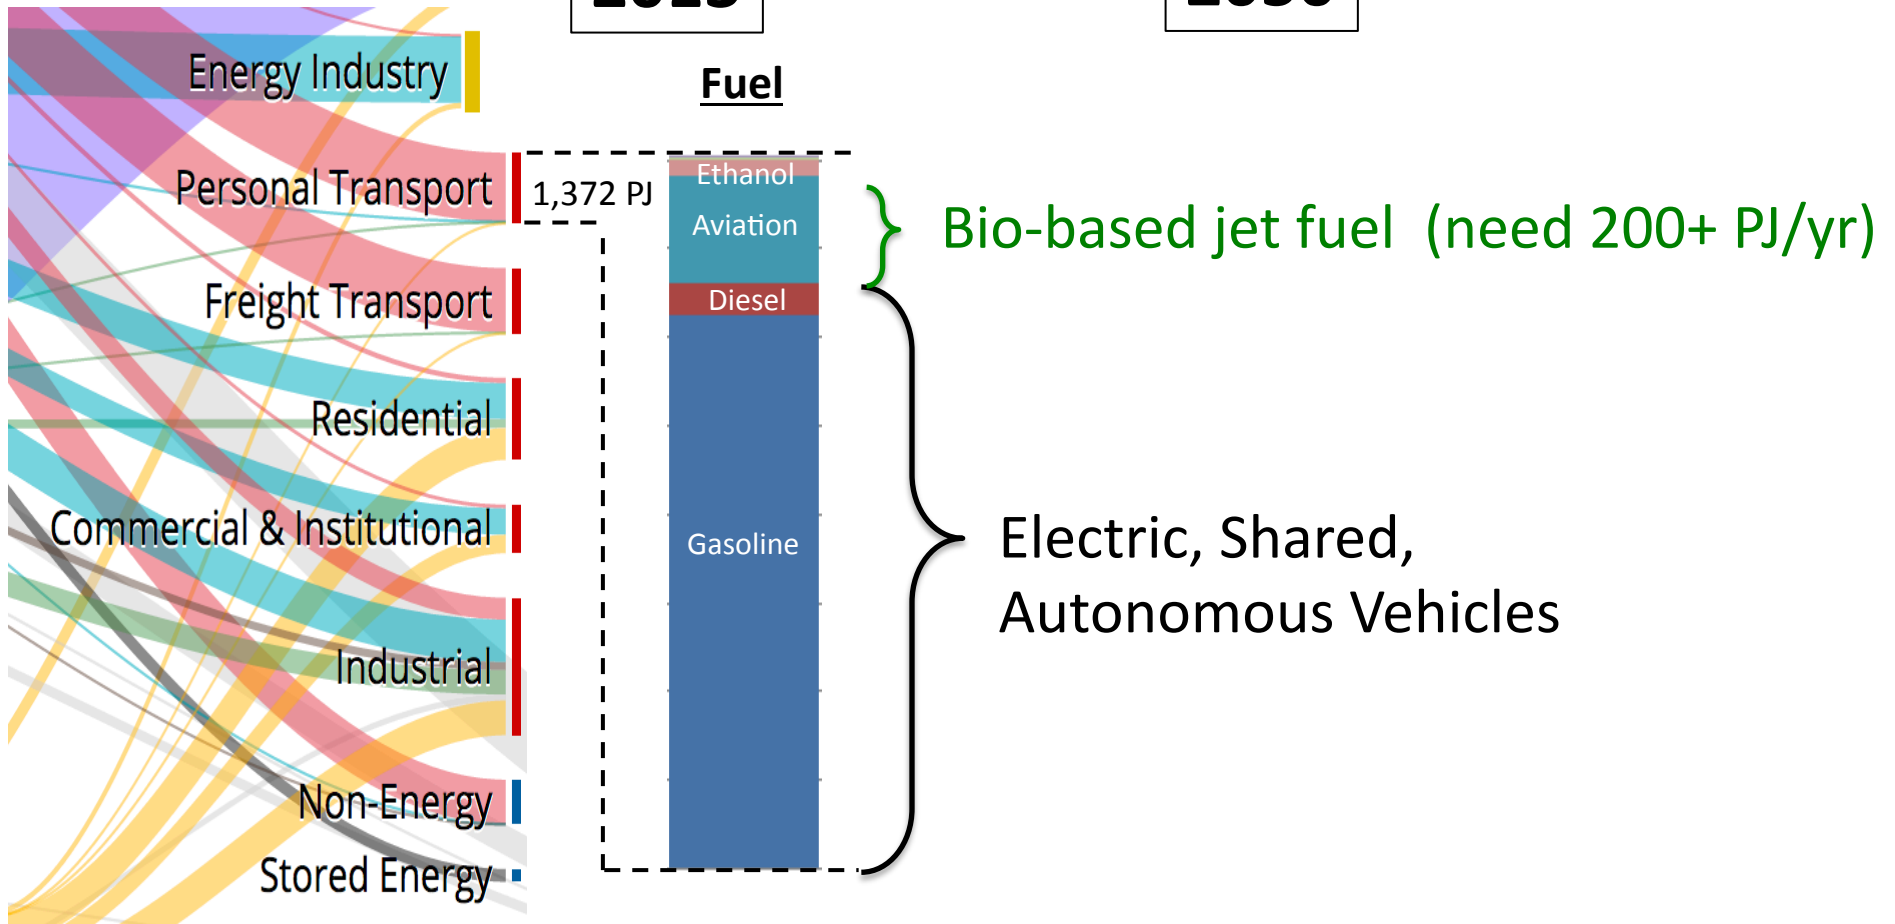 Fuel
Energy Industry
Personal Transport
1,372 PJ
Freight Transport
Residential
Commercial & Institutional
Industrial
Non-Energy
Stored Energy
Ethanol
Aviation
Diesel
Gasoline
Bio-based jet fuel (need 200+ PJ/yr)
Electric, Shared,
Autonomous Vehicles